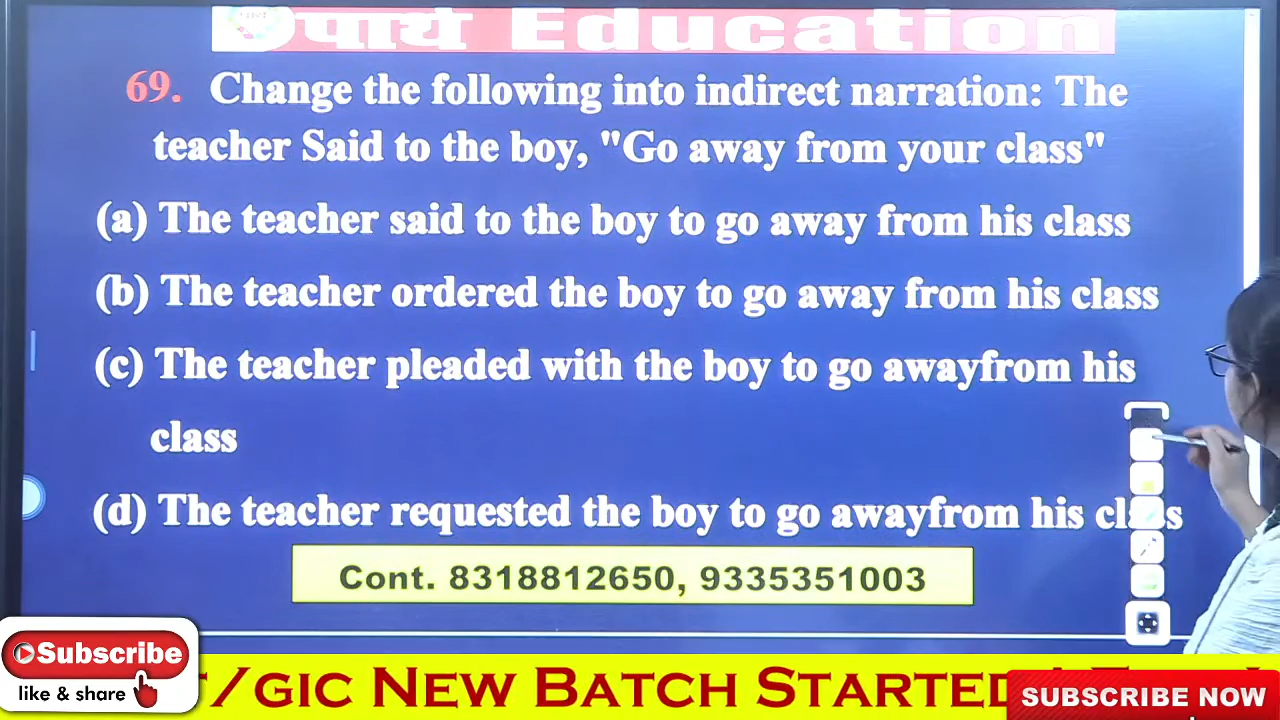 उपाय Education
69. Change the following into indirect narration: The
teacher Said to the boy, "Go away from your class"
(a) The teacher said to the boy to go away from his class
(b) The teacher ordered the boy to go away from his class
(c) The teacher pleaded with the boy to go awayfrom his
class
(d) The teacher requested the boy to go awayfrom his class
Cont. 8318812650, 9335351003
Subscribe
like & share
/GIC NEW BATCH STARTED
SUBSCRIBE NOW